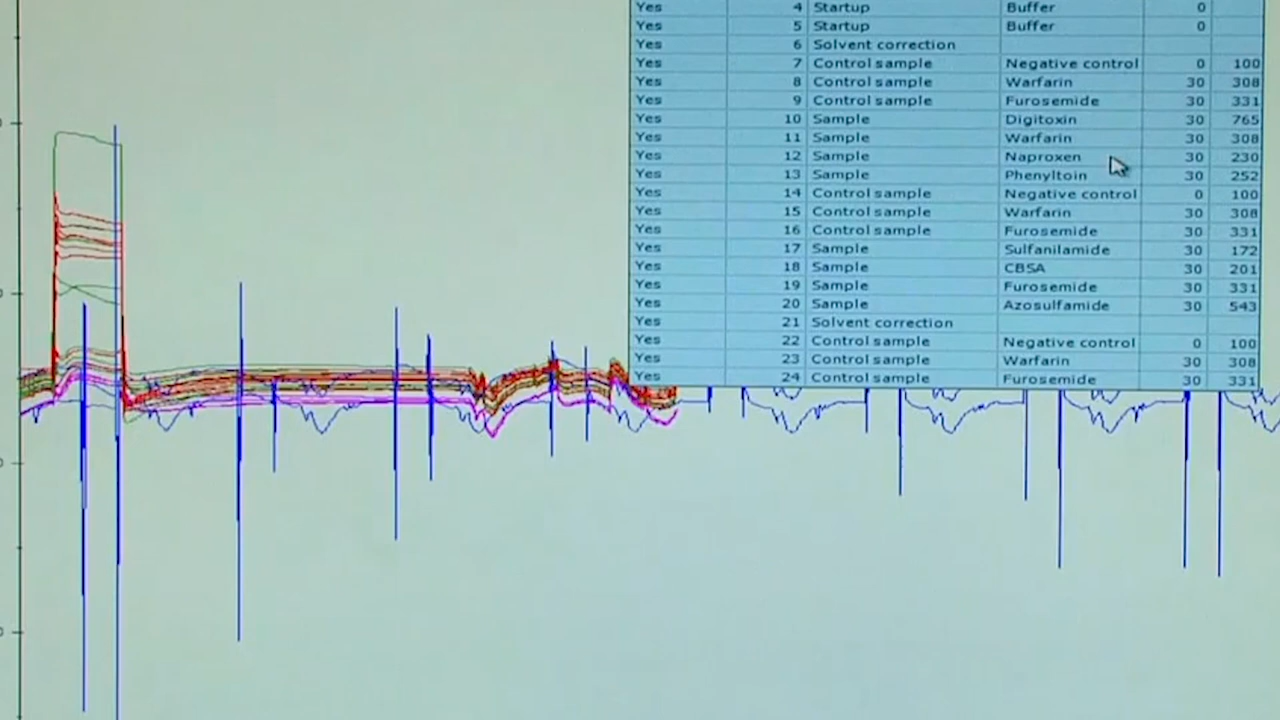 Yes 4 Startup Buffer 0
Yes 5 Startup Buffer 0
Yes 6 Solvent correction
Yes 7 Control sample Negative control 0 100
Yes 8 Control sample Warfarin 30 308
Yes 9 Control sample Furosemide 30 331
Yes 10 Sample Digitoxin 30 765
Yes 11 Sample Warfarin 30 308
Yes 12 Sample Naproxen 30 230
Yes 13 Sample Phenyltoin 30 252
Yes 14 Control sample Negative control 0 100
Yes 15 Control sample Warfarin 30 308
Yes 16 Control sample Furosemide 30 331
Yes 17 Sample Sulfanilamide 30 172
Yes 18 Sample CBSA 30 201
Yes 19 Sample Furosemide 30 331
Yes 20 Sample Azosulfamide 30 543
Yes 21 Solvent correction
Yes 22 Control sample Negative control 0 100
Yes 23 Control sample Warfarin 30 308
Yes 24 Control sample Furosemide 30 331